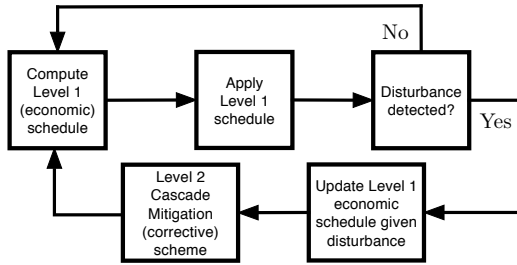 No
Compute
Level 1
(economic)
schedule
Apply
Level 1
schedule
Disturbance
detected?
Yes
Level 2
Cascade
Mitigation
(corrective)
scheme
Update Level 1
economic
schedule given
disturbance